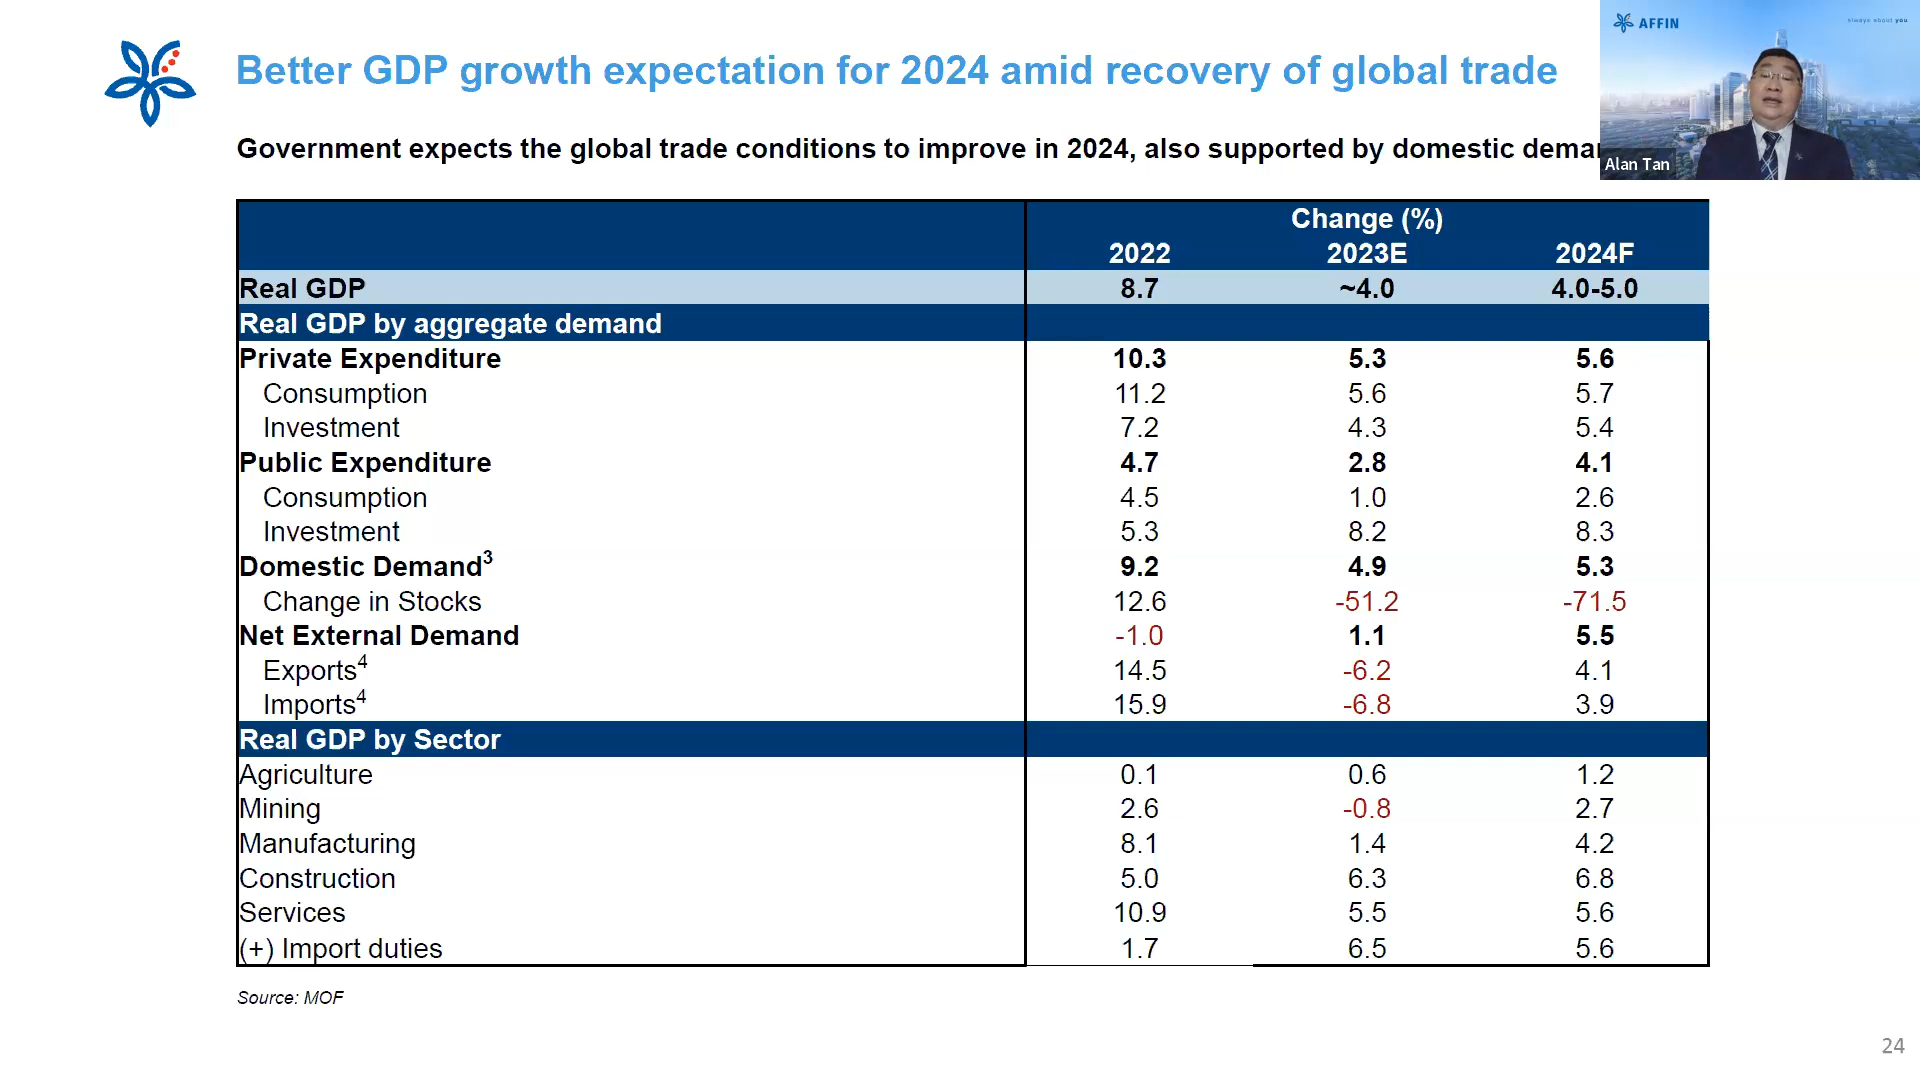 Better GDP growth expectation for 2024 amid recovery of global trade
AFFIN
always about you
Government expects the global trade conditions to improve in 2024, also supported by domestic
Alan Tan
Change (%)
2022 2023E 2024F
Real GDP 8.7 ~4.0 4.0-5.0
Real GDP by aggregate demand
Private Expenditure 10.3 5.3 5.6
Consumption 11.2 5.6 5.7
Investment 7.2 4.3 5.4
Public Expenditure 4.7 2.8 4.1
Consumption 4.5 1.0 2.6
Investment 5.3 8.2 8.3
Domestic Demand³ 9.2 4.9 5.3
Change in Stocks 12.6 -51.2 -71.5
Net External Demand -1.0 1.1 5.5
Exports⁴ 14.5 -6.2 4.1
Imports⁴ 15.9 -6.8 3.9
Real GDP by Sector
Agriculture 0.1 0.6 1.2
Mining 2.6 -0.8 2.7
Manufacturing 8.1 1.4 4.2
Construction 5.0 6.3 6.8
Services 10.9 5.5 5.6
(+) Import duties 1.7 6.5 5.6
Source: MOF
24